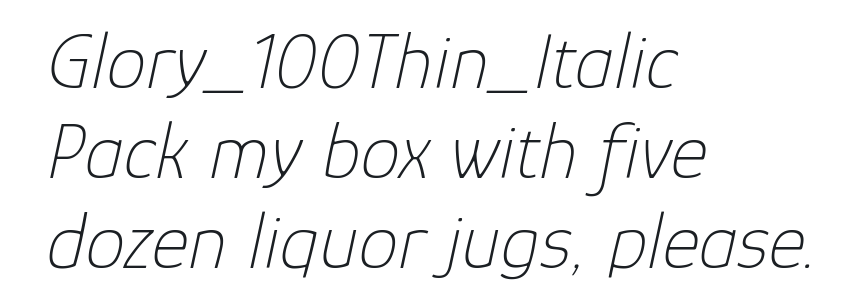 Glory_100Thin_Italic
Pack my box with five
dozen liquor jugs, please.